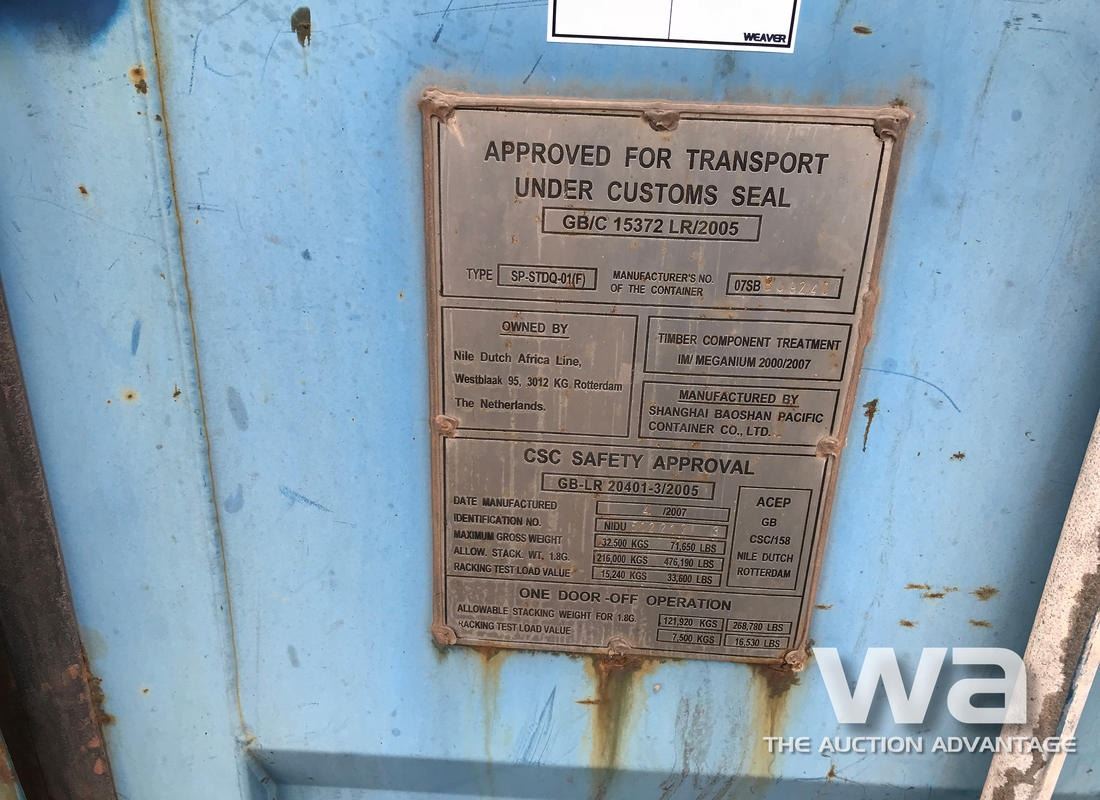 WEAVER
APPROVED FOR TRANSPORT
UNDER CUSTOMS SEAL
GB/C 15372 LR/2005
TYPE SP-STDQ-01(F) MANUFACTURER'S NO. OF THE CONTAINER 07SB
OWNED BY
Nile Dutch Africa Line,
Westblaak 95, 3012 KG Rotterdam
The Netherlands.
TIMBER COMPONENT TREATMENT
IM/ MEGANIUM 2000/2007
MANUFACTURED BY
SHANGHAI BAOSHAN PACIFIC
CONTAINER CO., LTD.
CSC SAFETY APPROVAL
GB-LR 20401-3/2005
DATE MANUFACTURED 4 /2007
IDENTIFICATION NO. NIDU
MAXIMUM GROSS WEIGHT 32,500 KGS 71,650 LBS
ALLOW. STACK. WT. 1.8G. 216,000 KGS 476,190 LBS
RACKING TEST LOAD VALUE 15,240 KGS 33,600 LBS
ACEP
GB
CSC/158
NILE DUTCH
ROTTERDAM
ONE DOOR -OFF OPERATION
ALLOWABLE STACKING WEIGHT FOR 1.8G. 121,920 KGS 268,780 LBS
RACKING TEST LOAD VALUE 7,500 KGS 16,530 LBS
wa
THE AUCTION ADVANTAGE